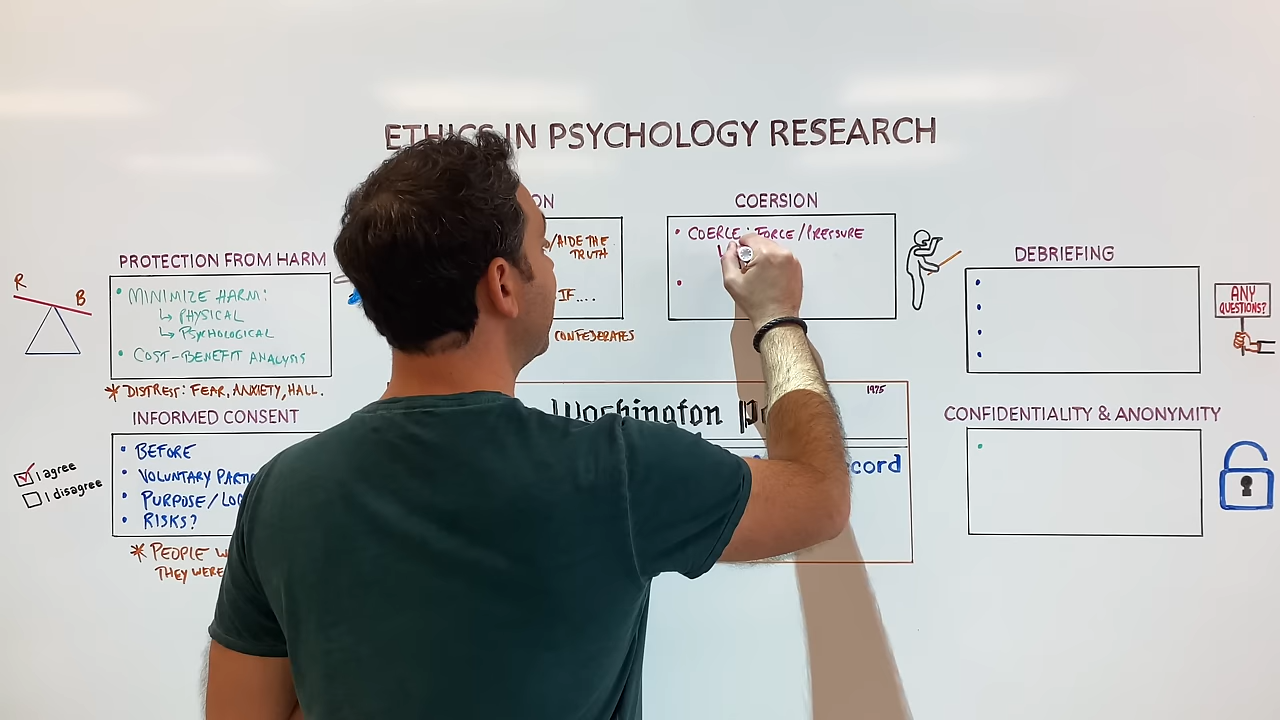 ETHICS IN PSYCHOLOGY RESEARCH
R
B
PROTECTION FROM HARM
• MINIMIZE HARM:
↳ PHYSICAL
↳ PSYCHOLOGICAL
• COST-BENEFIT ANALYSIS
* DISTRESS: FEAR, ANXIETY, HALL.
INFORMED CONSENT
I agree
I disagree
• BEFORE
• VOLUNTARY
• PURPOSE/
• RISKS?
* PEOPLE
THEY WERE
ON
/HIDE THE
TRUTH
IF....
CONFEDERATES
COERSION
• COERCE: FORCE/PRESSURE
Washington
1975
cord
DEBRIEFING
ANY
QUESTIONS?
CONFIDENTIALITY & ANONYMITY